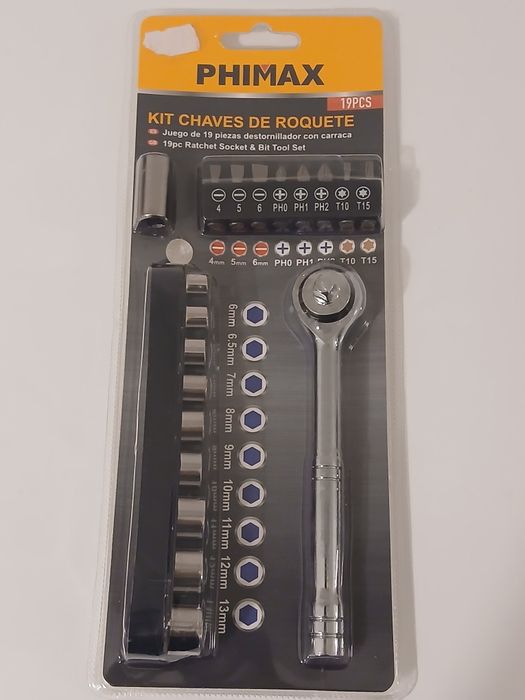 PHIMAX
19PCS
KIT CHAVES DE ROQUETE
Juego de 19 piezas destornillador con carraca
19pc Ratchet Socket & Bit Tool Set
4 5 6 PH0 PH1 PH2 T10 T15
4mm 5mm 6mm PH0 PH1 PH2 T10 T15
6mm
6.5mm
7mm
8mm
9mm
10mm
11mm
12mm
13mm